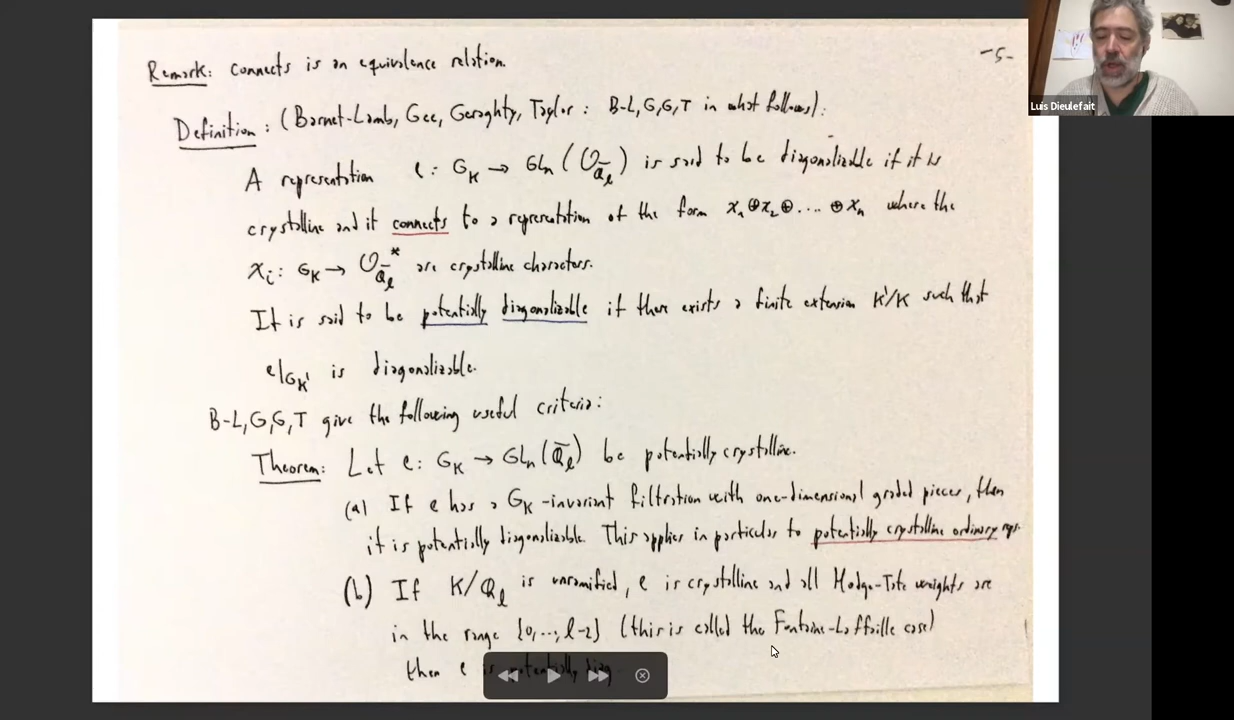 -5-
Remark: Connects is an equivalence relation.
Luis Dieulefait
Definition: (Barnet-Lamb, Gee, Geraghty, Taylor: B-L,G,G,T in what follows):
A representation ρ: G_K → GL_n(O_{\bar{Q}_ℓ}) is said to be diagonalizable if it is
crystalline and it connects to a representation of the form χ_1⊕χ_2⊕....⊕χ_n where the
χ_i: G_K → O_{\bar{Q}_ℓ}^* are crystalline characters.
It is said to be potentially diagonalizable if there exists a finite extension K'/K such that
ρ|_{G_{K'}} is diagonalizable.
B-L,G,G,T give the following useful criteria:
Theorem: Let ρ: G_K → GL_n(\bar{Q}_ℓ) be potentially crystalline.
(a) If ρ has a G_K-invariant filtration with one-dimensional graded pieces, then
it is potentially diagonalizable. This applies in particular to potentially crystalline ordinary reps.
(b) If K/Q_ℓ is unramified, ρ is crystalline and all Hodge-Tate weights are
in the range {0,...,ℓ-2} (this is called the Fontaine-Laffaille case)
then ρ is potentially diag